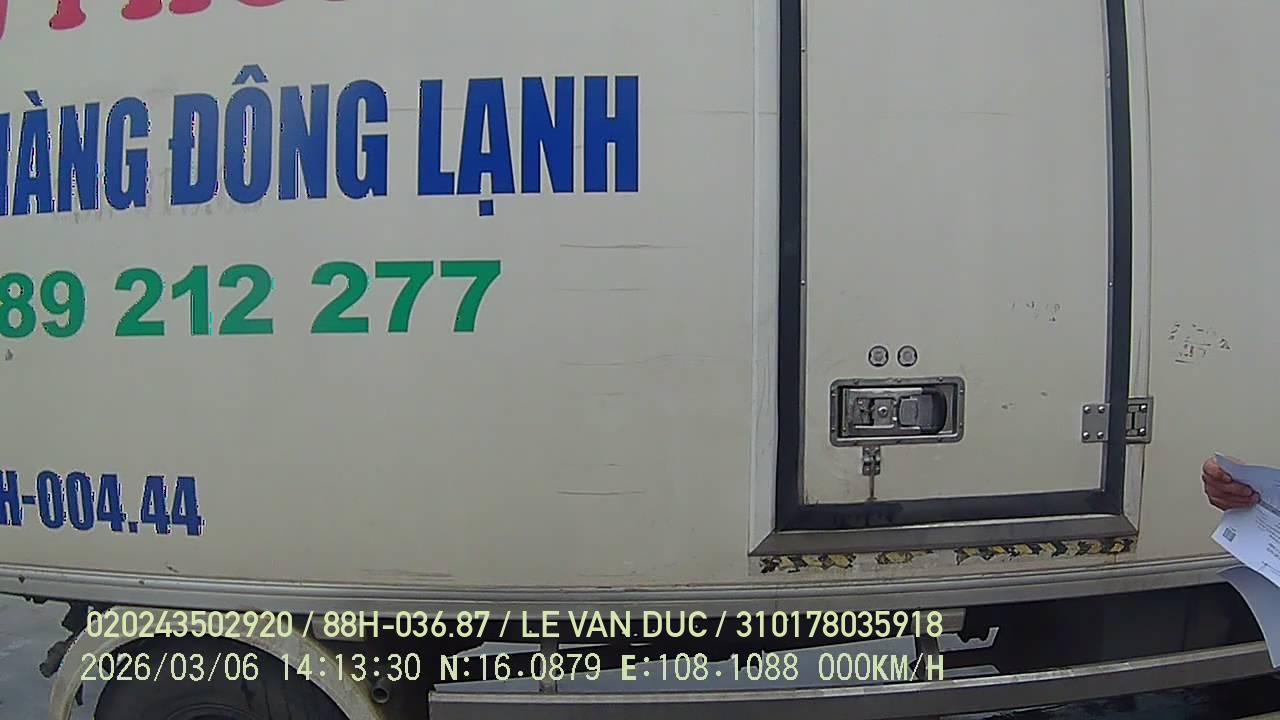 HÀNG ĐÔNG LẠNH
89 212 277
H-004.44
020243502920 / 88H-036.87 / LE VAN DUC / 310178035918
2026/03/06 14:13:30 N:16.0879 E:108.1088 000KM/H